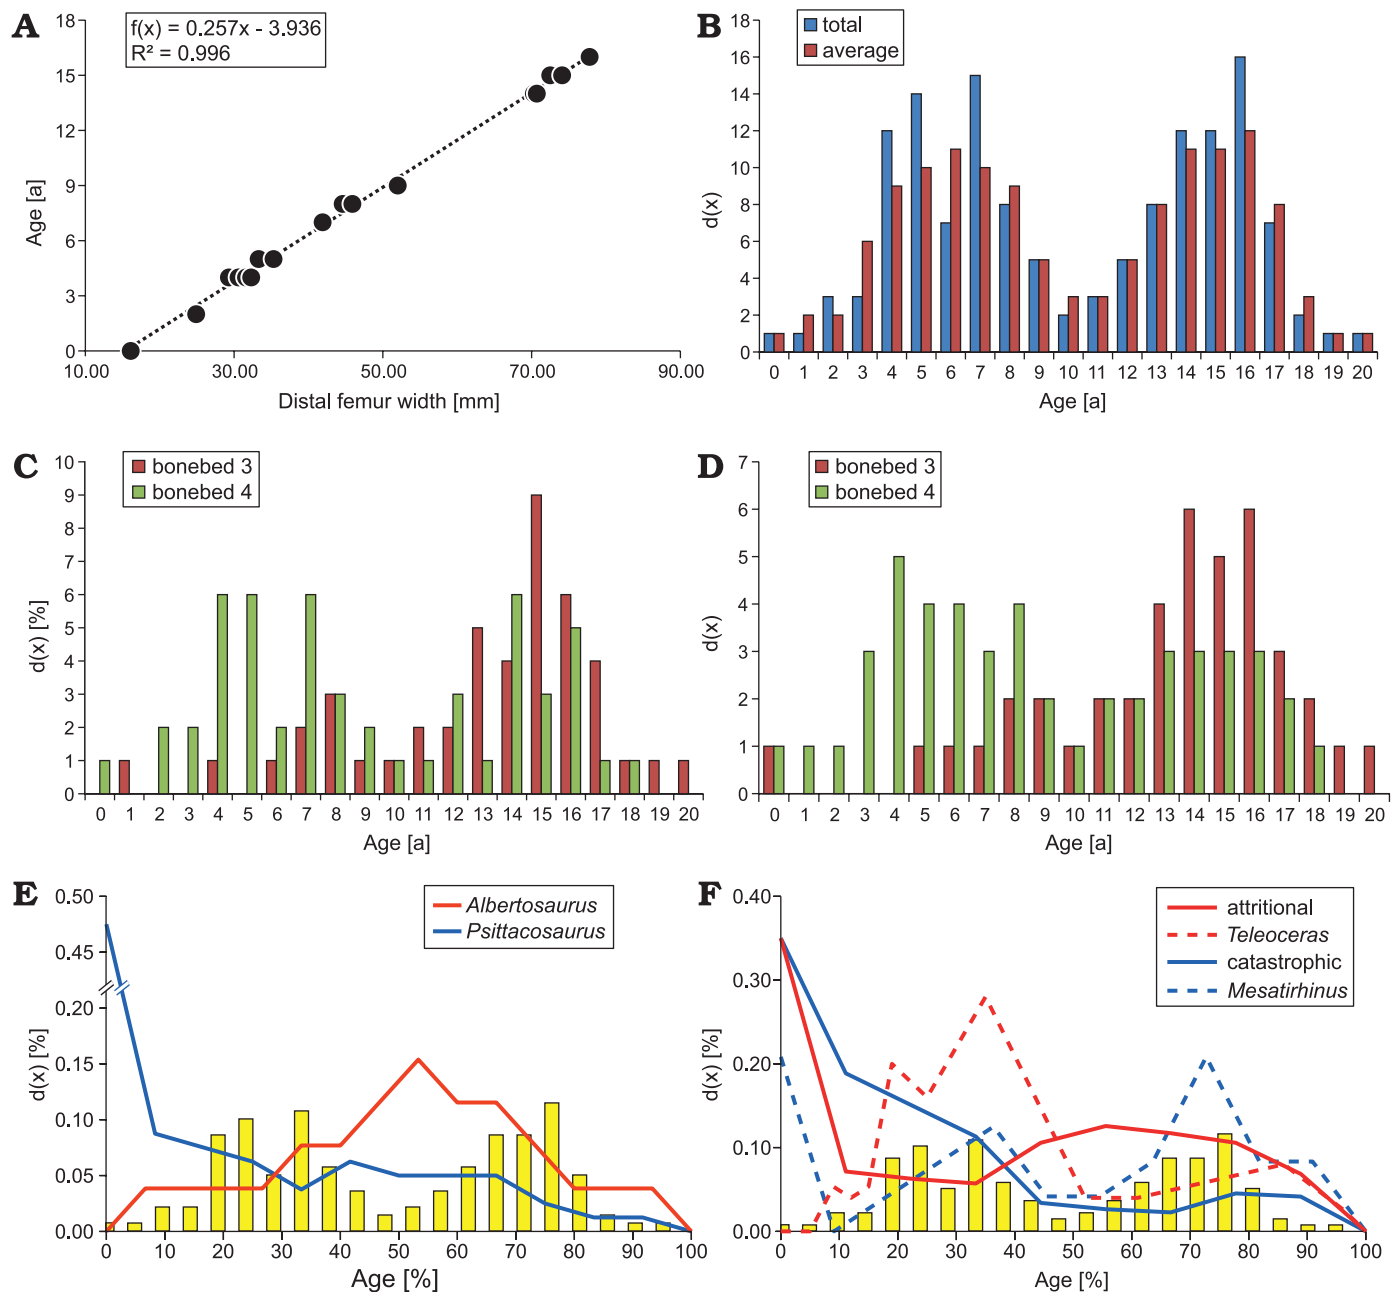 A
f(x) = 0.257x - 3.936
R² = 0.996
18
15
12
9
6
3
0
10.00 30.00 50.00 70.00 90.00
Age [a]
Distal femur width [mm]
B
total
average
18
16
14
12
10
8
6
4
2
0
0 1 2 3 4 5 6 7 8 9 10 11 12 13 14 15 16 17 18 19 20
d(x)
Age [a]
C
bonebed 3
bonebed 4
10
9
8
7
6
5
4
3
2
1
0
0 1 2 3 4 5 6 7 8 9 10 11 12 13 14 15 16 17 18 19 20
d(x) [%]
Age [a]
D
bonebed 3
bonebed 4
7
6
5
4
3
2
1
0
0 1 2 3 4 5 6 7 8 9 10 11 12 13 14 15 16 17 18 19 20
d(x)
Age [a]
E
Albertosaurus
Psittacosaurus
0.50
0.45
0.20
0.15
0.10
0.05
0.00
0 10 20 30 40 50 60 70 80 90 100
d(x) [%]
Age [%]
F
attritional
Teleoceras
catastrophic
Mesatirhinus
0.40
0.30
0.20
0.10
0.00
0 10 20 30 40 50 60 70 80 90 100
d(x) [%]
Age [%]